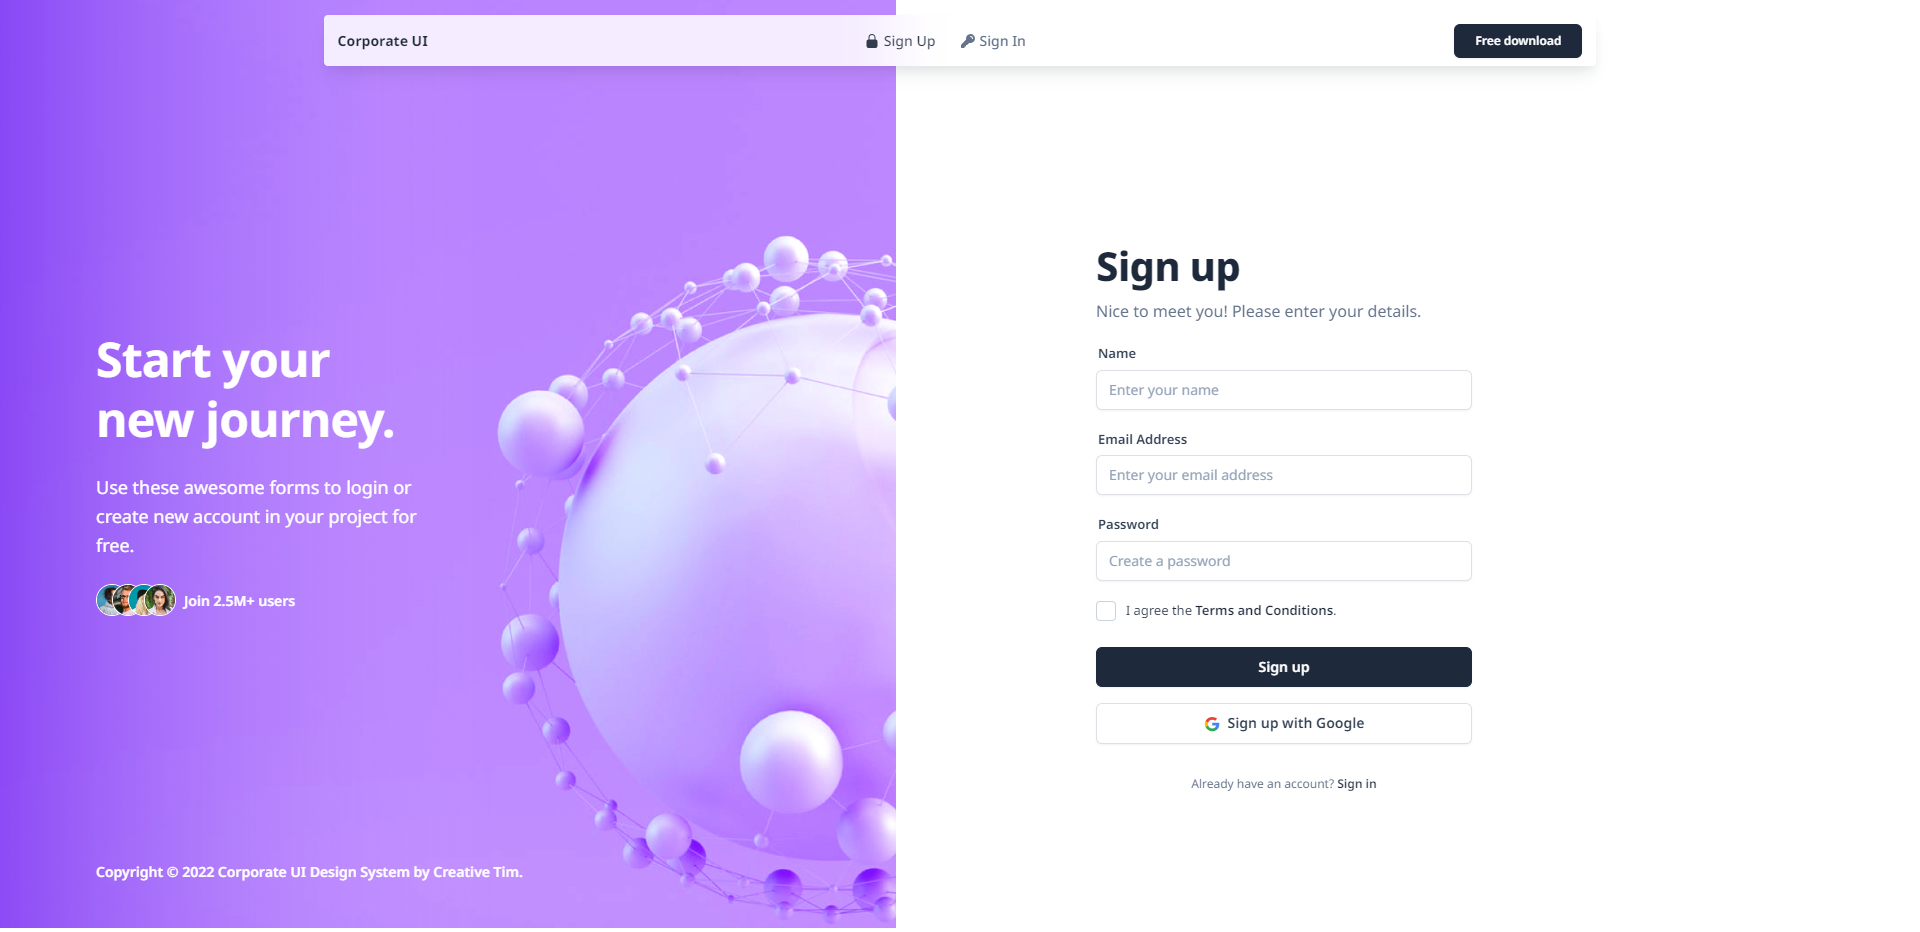 Corporate UI
Sign Up
Sign In
Free download
Start your
new journey.
Use these awesome forms to login or
create new account in your project for
free.
Join 2.5M+ users
Copyright © 2022 Corporate UI Design System by Creative Tim.
Sign up
Nice to meet you! Please enter your details.
Name
Enter your name
Email Address
Enter your email address
Password
Create a password
I agree the Terms and Conditions.
Sign up
Sign up with Google
Already have an account? Sign in